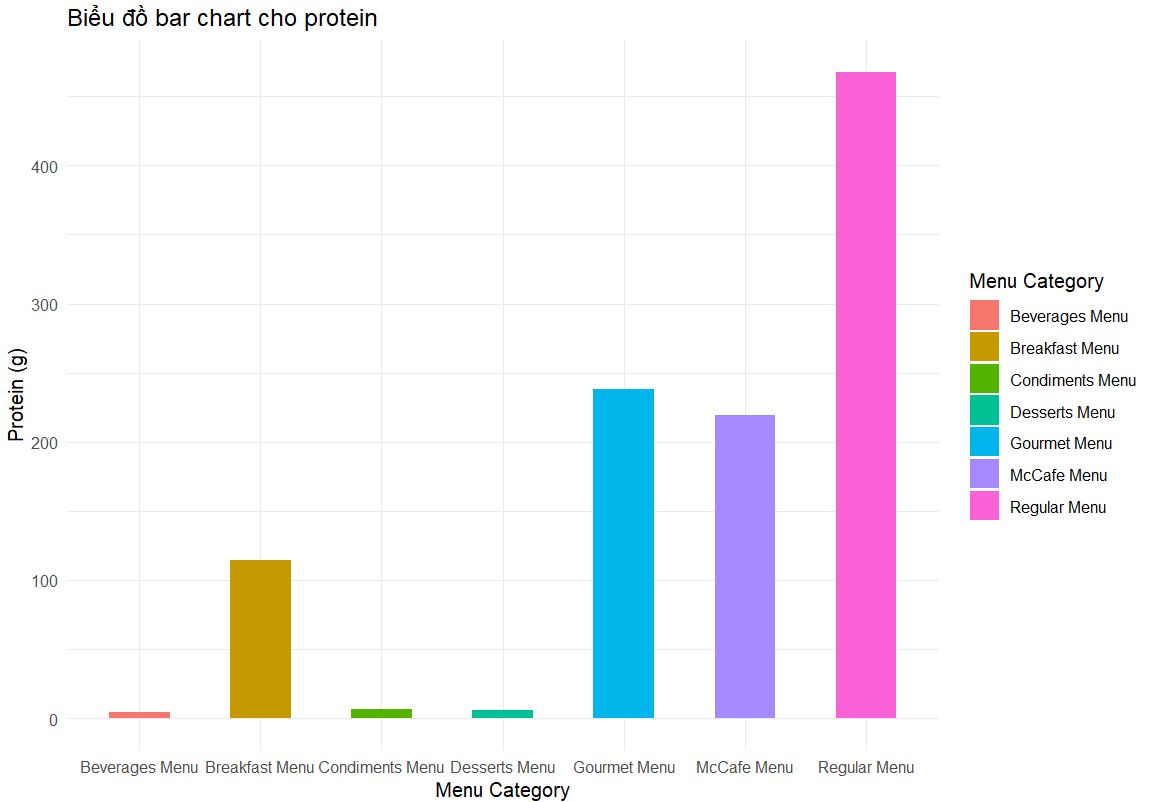 Biểu đồ bar chart cho protein
Protein (g)
400
300
200
100
0
Beverages Menu
Breakfast Menu
Condiments Menu
Desserts Menu
Gourmet Menu
McCafe Menu
Regular Menu
Menu Category
Menu Category
Beverages Menu
Breakfast Menu
Condiments Menu
Desserts Menu
Gourmet Menu
McCafe Menu
Regular Menu